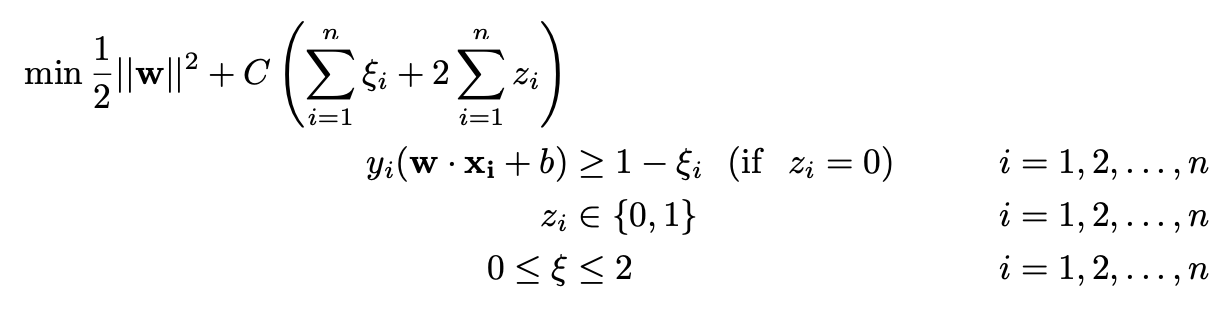 min 1/2 ||w||² + C ( ∑_{i=1}^{n} ξ_i + 2 ∑_{i=1}^{n} z_i )
y_i(w · x_i + b) ≥ 1 − ξ_i (if z_i = 0) i = 1, 2, . . . , n
z_i ∈ {0, 1} i = 1, 2, . . . , n
0 ≤ ξ ≤ 2 i = 1, 2, . . . , n